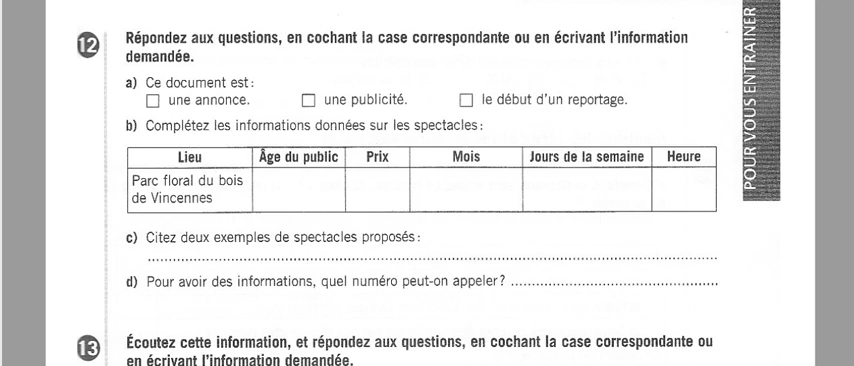 12
Répondez aux questions, en cochant la case correspondante ou en écrivant l'information
demandée.
a) Ce document est :
une annonce. une publicité. le début d'un reportage.
b) Complétez les informations données sur les spectacles :
Lieu Âge du public Prix Mois Jours de la semaine Heure
Parc floral du bois
de Vincennes
c) Citez deux exemples de spectacles proposés :
d) Pour avoir des informations, quel numéro peut-on appeler ?
13
Écoutez cette information, et répondez aux questions, en cochant la case correspondante ou
en écrivant l'information demandée.
POUR VOUS ENTRAINER